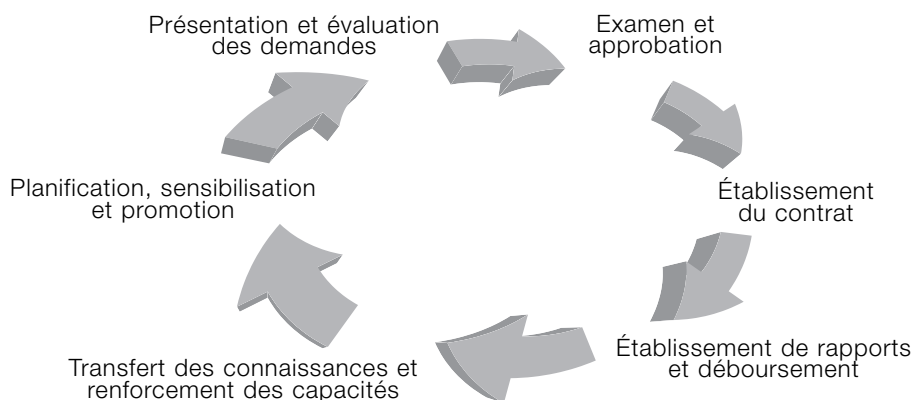 Présentation et évaluation
des demandes
Examen et
approbation
Établissement
du contrat
Établissement de rapports
et déboursement
Transfert des connaissances et
renforcement des capacités
Planification, sensibilisation
et promotion